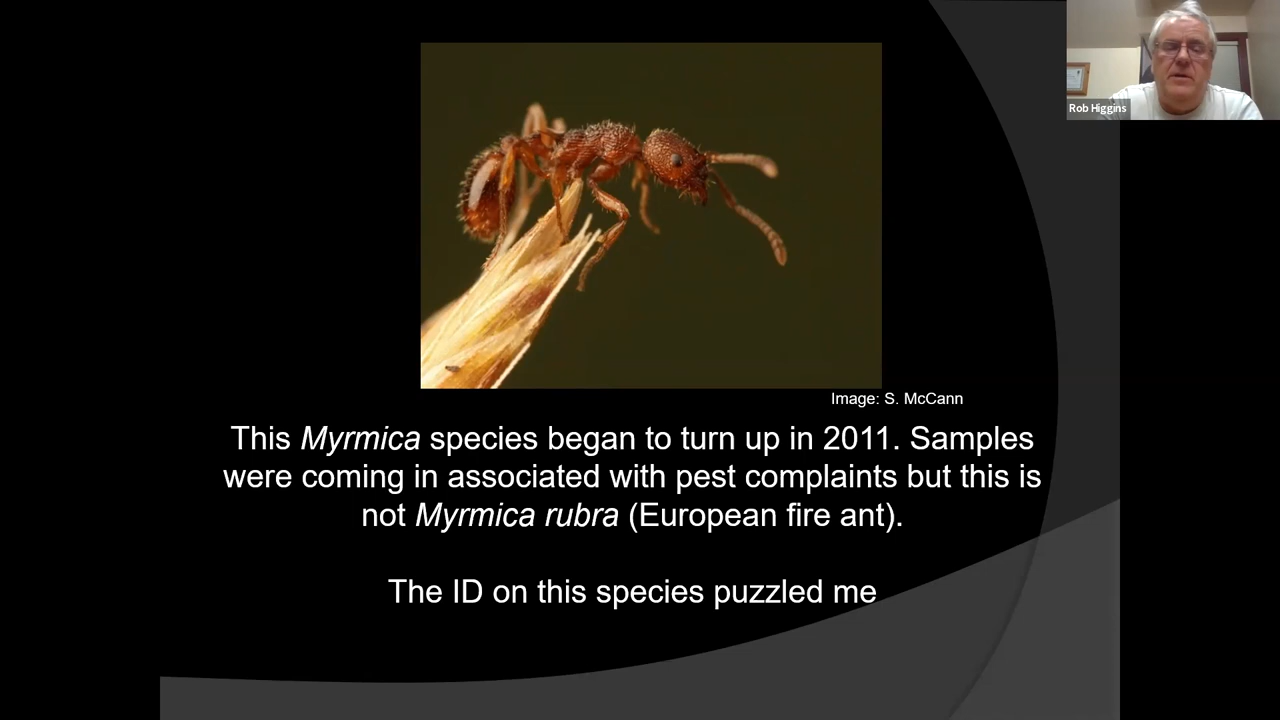 Rob Higgins
Image: S. McCann
This Myrmica species began to turn up in 2011. Samples
were coming in associated with pest complaints but this is
not Myrmica rubra (European fire ant).
The ID on this species puzzled me